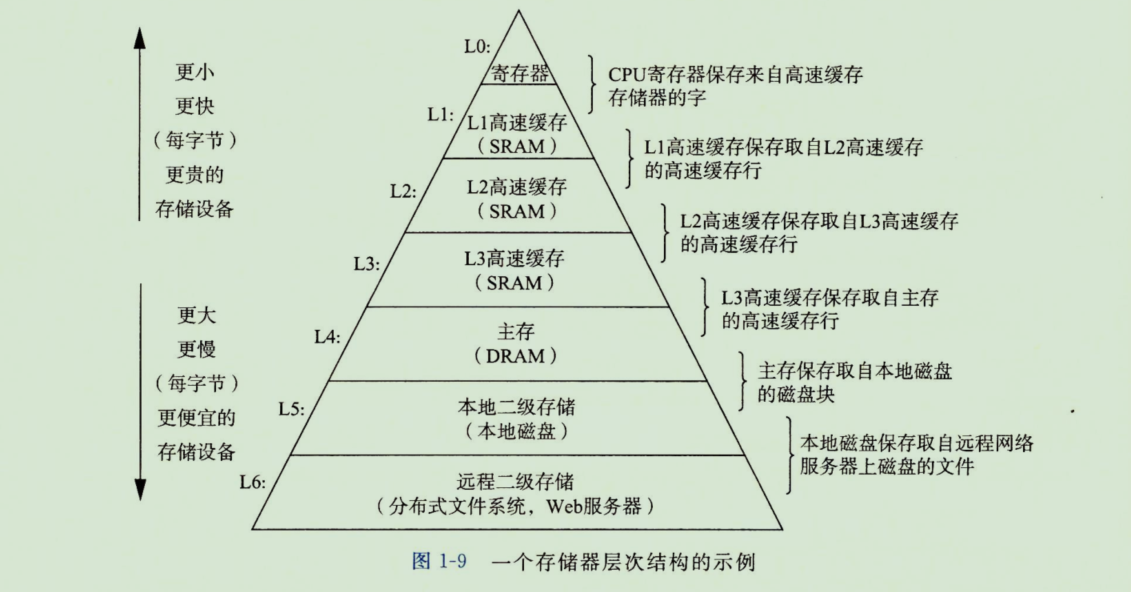 更小
更快
（每字节）
更贵的
存储设备
更大
更慢
（每字节）
更便宜的
存储设备
L0:
寄存器
CPU寄存器保存来自高速缓存
存储器的字
L1:
L1高速缓存
（SRAM）
L1高速缓存保存取自L2高速缓存
的高速缓存行
L2:
L2高速缓存
（SRAM）
L2高速缓存保存取自L3高速缓存
的高速缓存行
L3:
L3高速缓存
（SRAM）
L3高速缓存保存取自主存
的高速缓存行
L4:
主存
（DRAM）
主存保存取自本地磁盘
的磁盘块
L5:
本地二级存储
（本地磁盘）
本地磁盘保存取自远程网络
服务器上磁盘的文件
L6:
远程二级存储
（分布式文件系统，Web服务器）
图 1-9 一个存储器层次结构的示例